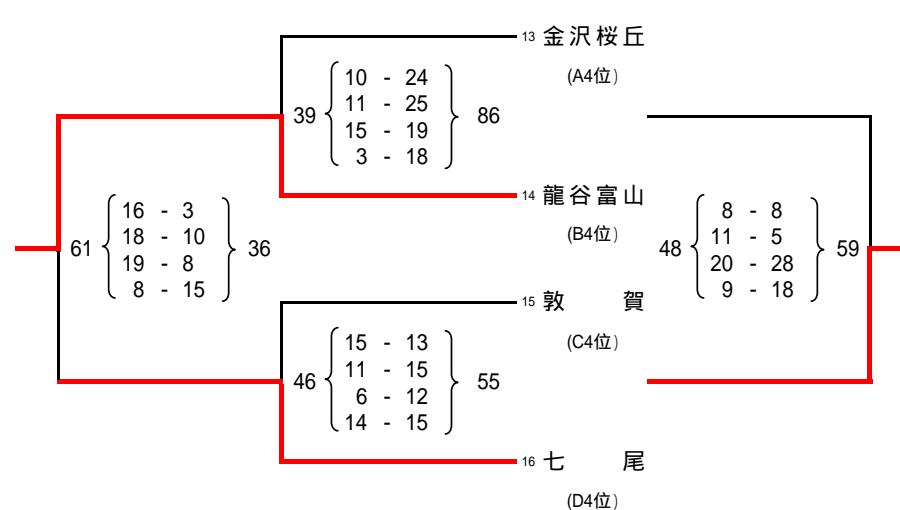 13 金沢桜丘
(A4位)
39 10 - 24 86
11 - 25
15 - 19
3 - 18
14 龍谷富山
(B4位)
61 16 - 3 36
18 - 10
19 - 8
8 - 15
48 8 - 8 59
11 - 5
20 - 28
9 - 18
15 敦 賀
(C4位)
46 15 - 13 55
11 - 15
6 - 12
14 - 15
16 七 尾
(D4位)